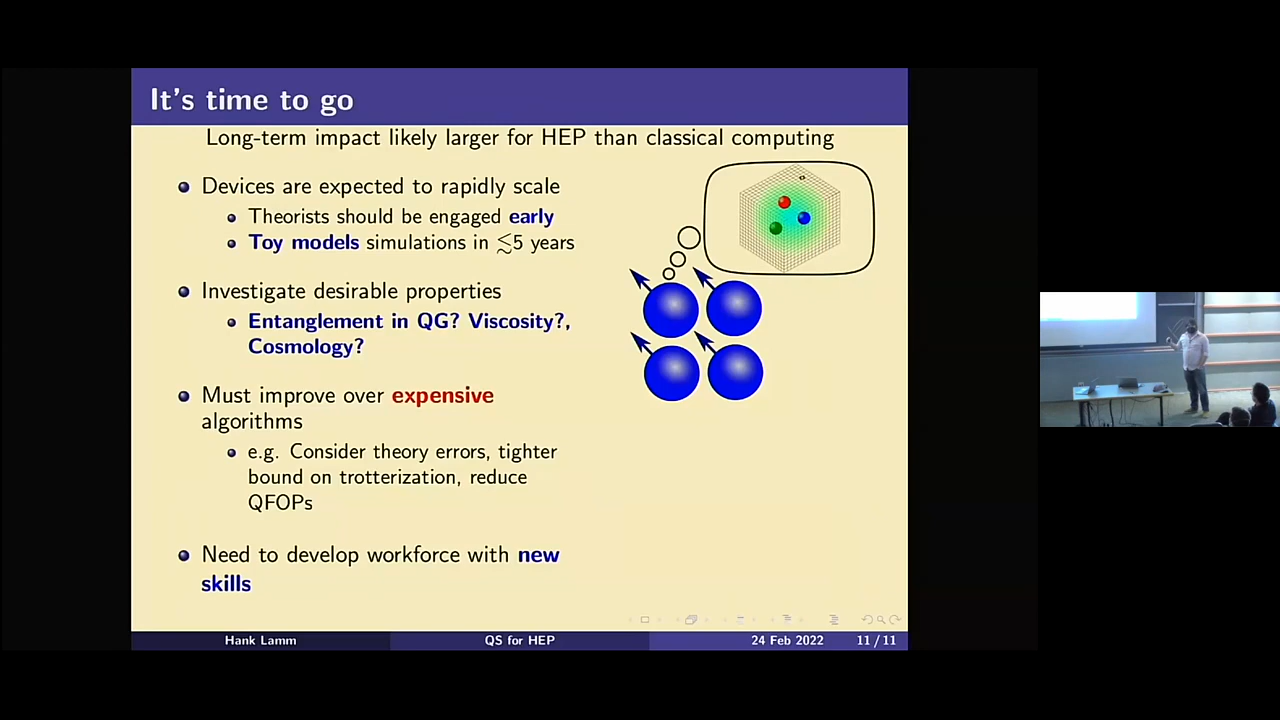 It's time to go
Long-term impact likely larger for HEP than classical computing
Devices are expected to rapidly scale
Theorists should be engaged early
Toy models simulations in ≲5 years
Investigate desirable properties
Entanglement in QG? Viscosity?,
Cosmology?
Must improve over expensive
algorithms
e.g. Consider theory errors, tighter
bound on trotterization, reduce
QFOPs
Need to develop workforce with new
skills
Hank Lamm QS for HEP 24 Feb 2022 11 / 11